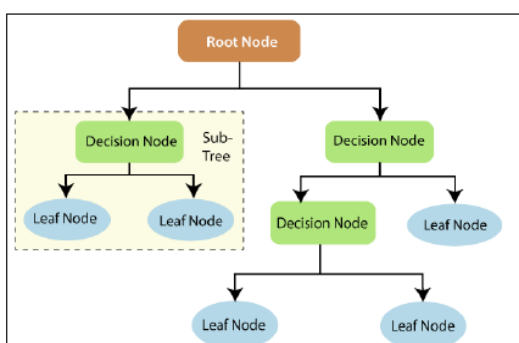 Root Node
Decision Node
Sub-
Tree
Decision Node
Leaf Node
Leaf Node
Decision Node
Leaf Node
Leaf Node
Leaf Node